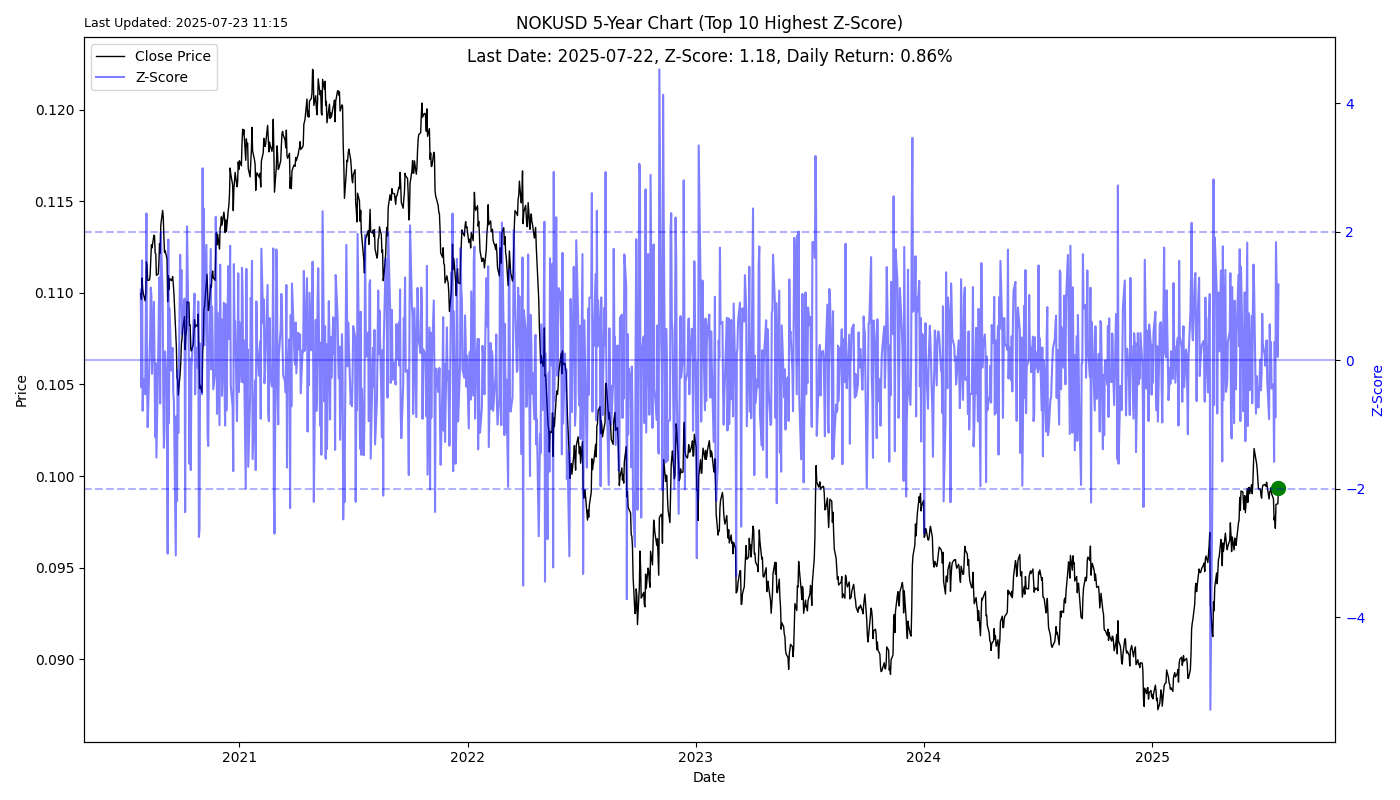 Last Updated: 2025-07-23 11:15
NOKUSD 5-Year Chart (Top 10 Highest Z-Score)
Last Date: 2025-07-22, Z-Score: 1.18, Daily Return: 0.86%
Close Price
Z-Score
0.120
0.115
0.110
0.105
0.100
0.095
0.090
Price
4
2
0
−2
−4
Z-Score
2021
2022
2023
2024
2025
Date